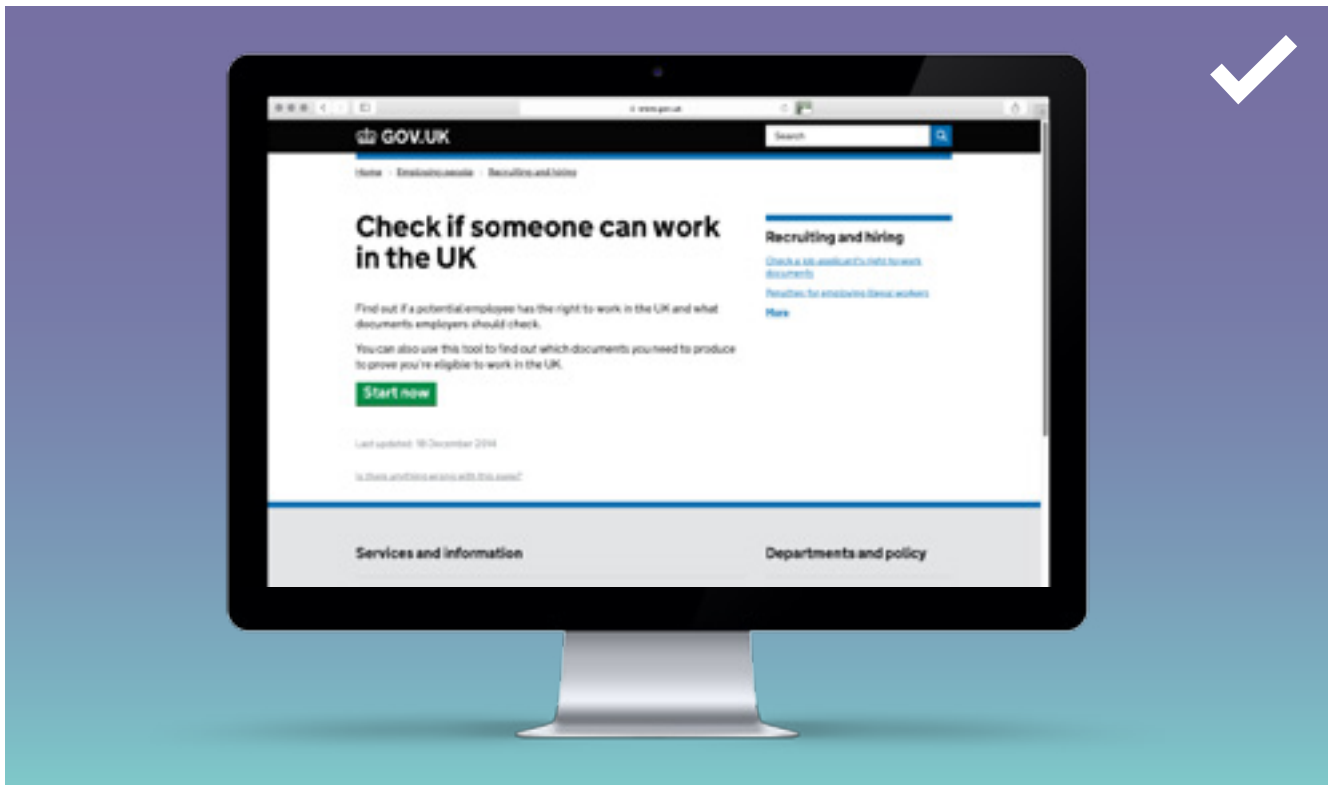 www.gov.uk
GOV.UK
Search
Home Employing people Recruiting and hiring
Check if someone can work
in the UK
Find out if a potential employee has the right to work in the UK and what
documents employers should check.
You can also use this tool to find out which documents you need to produce
to prove you're eligible to work in the UK.
Start now
Last updated: 18 December 2014
Is there anything wrong with this page?
Recruiting and hiring
Check a job applicant's right to work
documents
Penalties for employing illegal workers
More
Services and information
Departments and policy